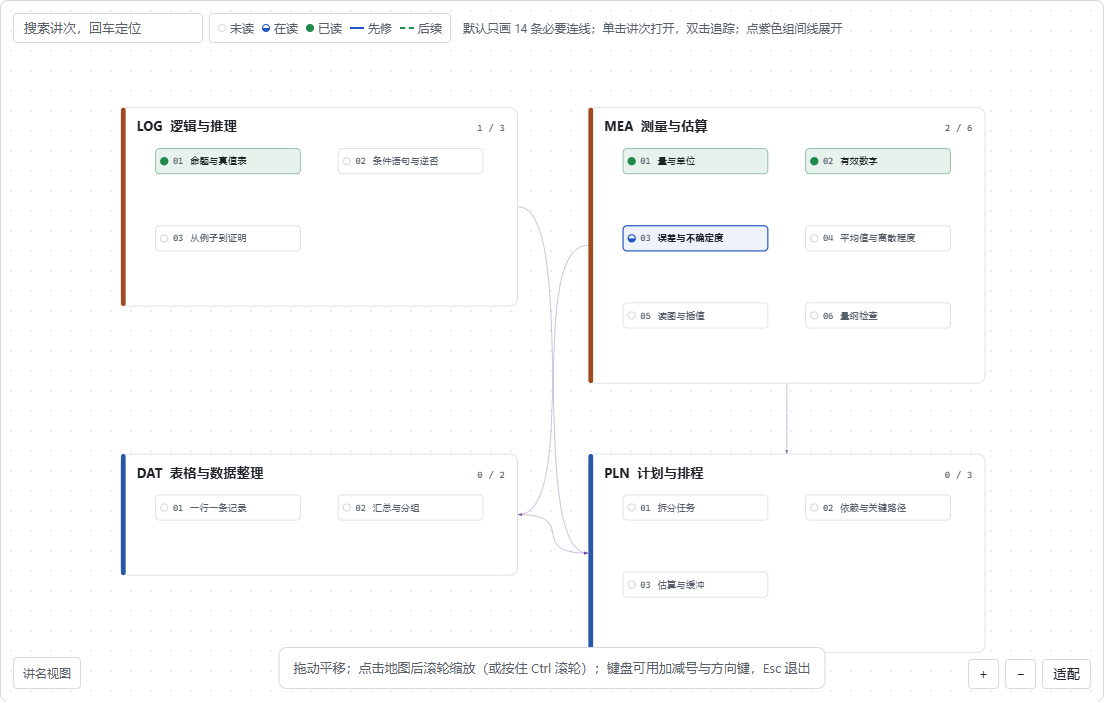 搜索讲次，回车定位
未读 在读 已读 先修 后续
默认只画 14 条必要连线；单击讲次打开，双击追踪；点紫色组间线展开
LOG 逻辑与推理 1 / 3
01 命题与真值表
02 条件语句与逆否
03 从例子到证明
MEA 测量与估算 2 / 6
01 量与单位
02 有效数字
03 误差与不确定度
04 平均值与离散程度
05 读图与插值
06 量纲检查
DAT 表格与数据整理 0 / 2
01 一行一条记录
02 汇总与分组
PLN 计划与排程 0 / 3
01 拆分任务
02 依赖与关键路径
03 估算与缓冲
讲名视图
拖动平移；点击地图后滚轮缩放（或按住 Ctrl 滚轮）；键盘可用加减号与方向键，Esc 退出
+
−
适配